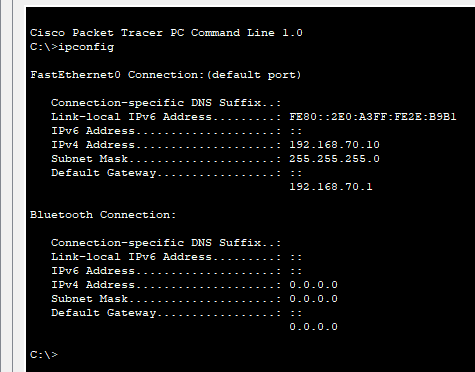 Cisco Packet Tracer PC Command Line 1.0
C:\>ipconfig
FastEthernet0 Connection:(default port)
Connection-specific DNS Suffix..:
Link-local IPv6 Address.........: FE80::2E0:A3FF:FE2E:B9B1
IPv6 Address....................: ::
IPv4 Address....................: 192.168.70.10
Subnet Mask.....................: 255.255.255.0
Default Gateway.................: ::
192.168.70.1
Bluetooth Connection:
Connection-specific DNS Suffix..:
Link-local IPv6 Address.........: ::
IPv6 Address....................: ::
IPv4 Address....................: 0.0.0.0
Subnet Mask.....................: 0.0.0.0
Default Gateway.................: ::
0.0.0.0
C:\>